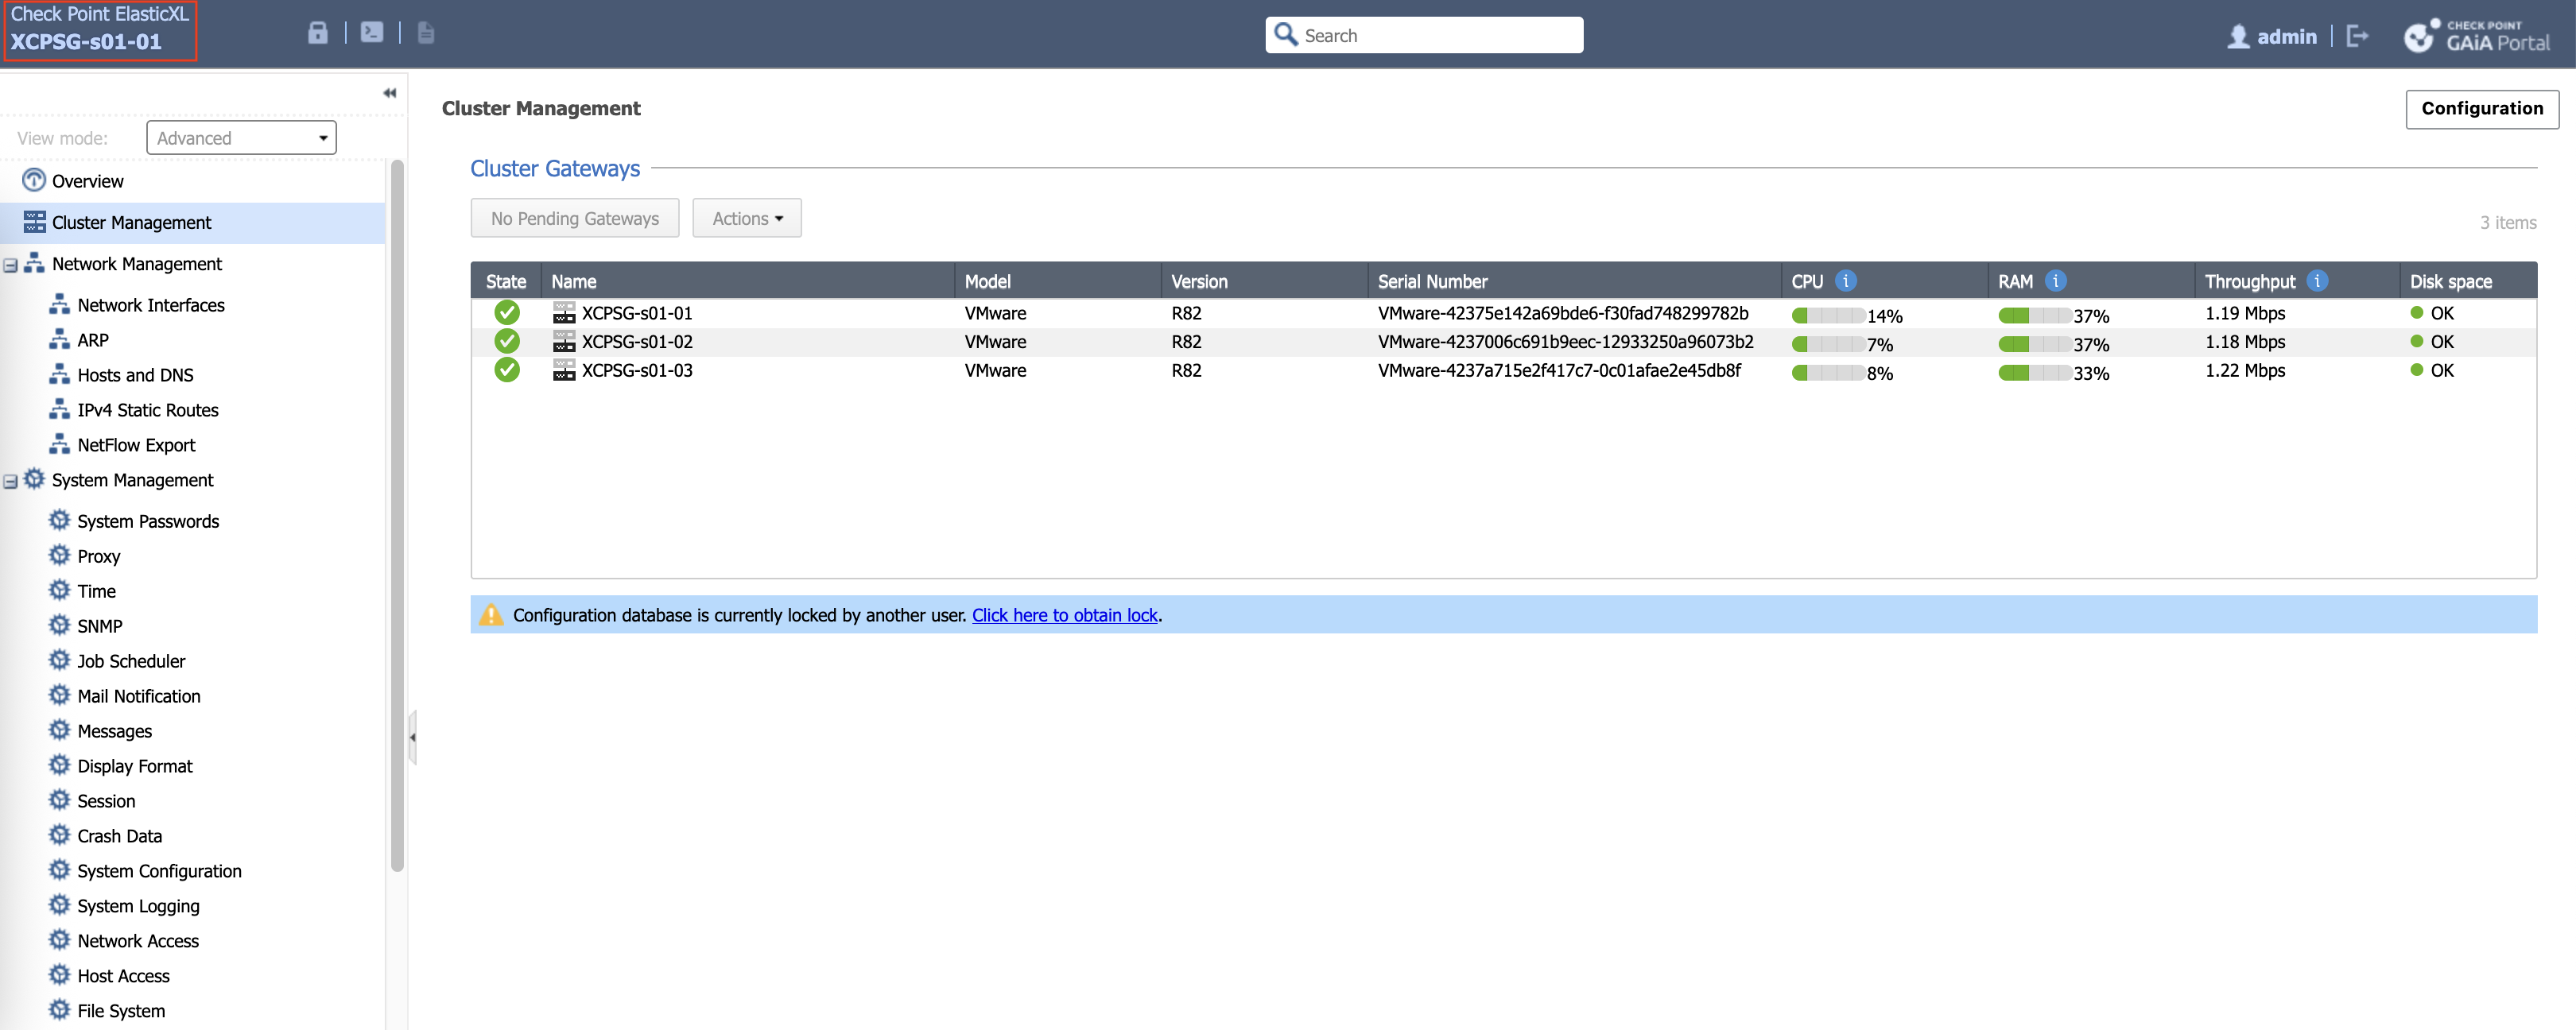 Check Point ElasticXL
XCPSG-s01-01
Search
admin
CHECK POINT
GAiA Portal
View mode:
Advanced
Overview
Cluster Management
Network Management
Network Interfaces
ARP
Hosts and DNS
IPv4 Static Routes
NetFlow Export
System Management
System Passwords
Proxy
Time
SNMP
Job Scheduler
Mail Notification
Messages
Display Format
Session
Crash Data
System Configuration
System Logging
Network Access
Host Access
File System
Cluster Management
Configuration
Cluster Gateways
No Pending Gateways Actions
3 items
State Name Model Version Serial Number CPU RAM Throughput Disk space
XCPSG-s01-01 VMware R82 VMware-42375e142a69bde6-f30fad748299782b 14% 37% 1.19 Mbps OK
XCPSG-s01-02 VMware R82 VMware-4237006c691b9eec-12933250a96073b2 7% 37% 1.18 Mbps OK
XCPSG-s01-03 VMware R82 VMware-4237a715e2f417c7-0c01afae2e45db8f 8% 33% 1.22 Mbps OK
Configuration database is currently locked by another user. Click here to obtain lock.